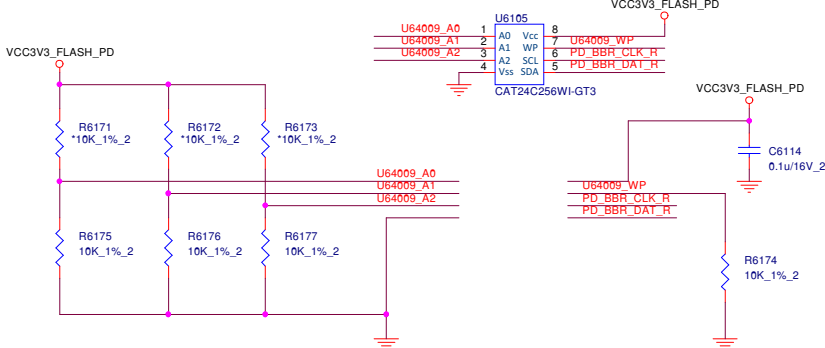 VCC3V3_FLASH_PD
U6105
U64009_A0 1 A0 Vcc 8
U64009_A1 2 A1 WP 7 U64009_WP
U64009_A2 3 A2 SCL 6 PD_BBR_CLK_R
4 Vss SDA 5 PD_BBR_DAT_R
CAT24C256WI-GT3
VCC3V3_FLASH_PD
VCC3V3_FLASH_PD
R6171
*10K_1%_2
R6172
*10K_1%_2
R6173
*10K_1%_2
C6114
0.1u/16V_2
U64009_A0
U64009_A1
U64009_A2
U64009_WP
PD_BBR_CLK_R
PD_BBR_DAT_R
R6175
10K_1%_2
R6176
10K_1%_2
R6177
10K_1%_2
R6174
10K_1%_2